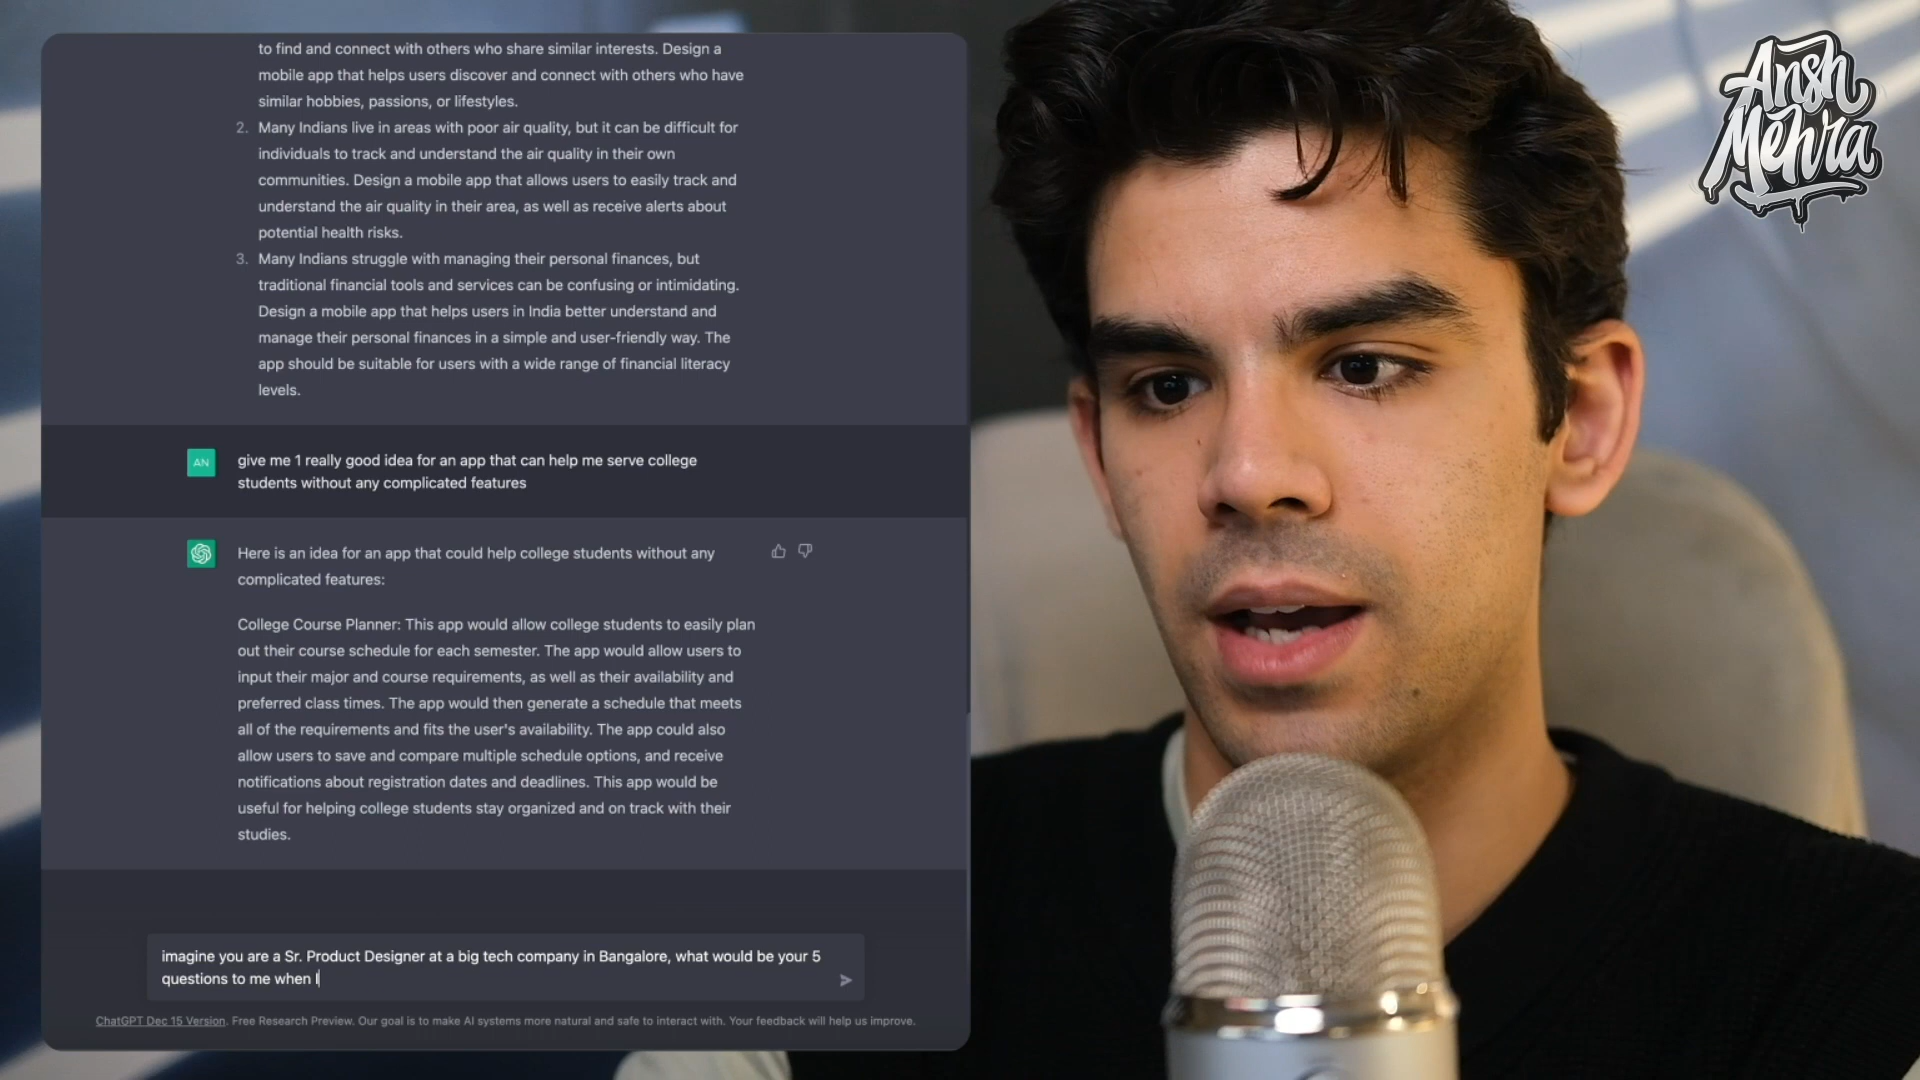 to find and connect with others who share similar interests. Design a
mobile app that helps users discover and connect with others who have
similar hobbies, passions, or lifestyles.
2. Many Indians live in areas with poor air quality, but it can be difficult for
individuals to track and understand the air quality in their own
communities. Design a mobile app that allows users to easily track and
understand the air quality in their area, as well as receive alerts about
potential health risks.
3. Many Indians struggle with managing their personal finances, but
traditional financial tools and services can be confusing or intimidating.
Design a mobile app that helps users in India better understand and
manage their personal finances in a simple and user-friendly way. The
app should be suitable for users with a wide range of financial literacy
levels.
AN
give me 1 really good idea for an app that can help me serve college
students without any complicated features
Here is an idea for an app that could help college students without any
complicated features:
College Course Planner: This app would allow college students to easily plan
out their course schedule for each semester. The app would allow users to
input their major and course requirements, as well as their availability and
preferred class times. The app would then generate a schedule that meets
all of the requirements and fits the user's availability. The app could also
allow users to save and compare multiple schedule options, and receive
notifications about registration dates and deadlines. This app would be
useful for helping college students stay organized and on track with their
studies.
imagine you are a Sr. Product Designer at a big tech company in Bangalore, what would be your 5
questions to me when I
ChatGPT Dec 15 Version. Free Research Preview. Our goal is to make AI systems more natural and safe to interact with. Your feedback will help us improve.
Ansh
Mehra